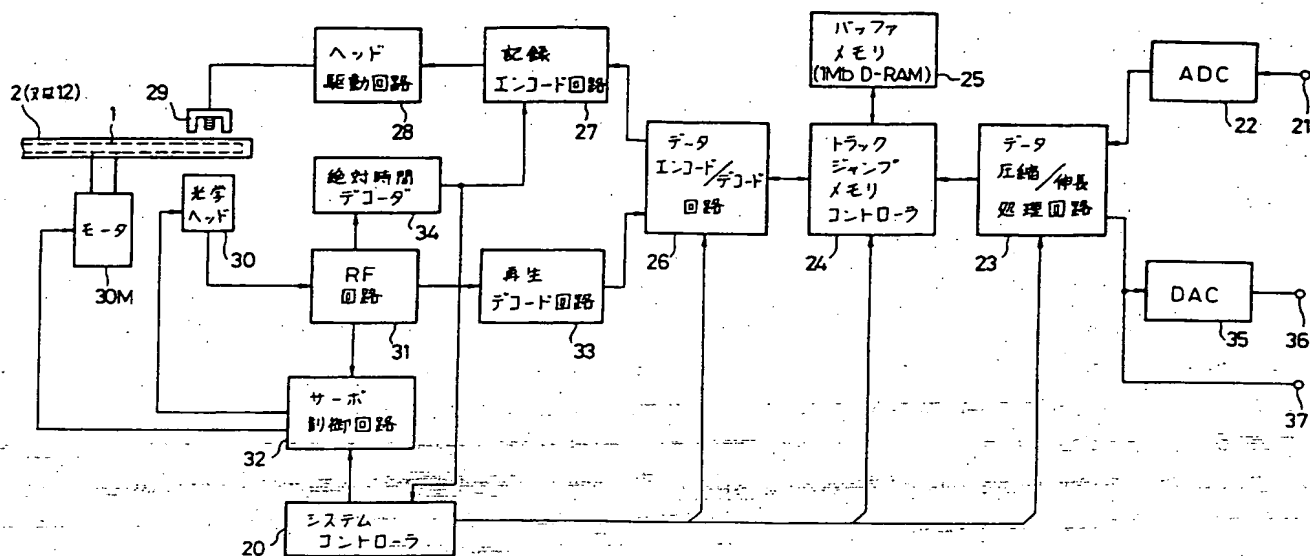 バッファ
メモリ
(1Mb D-RAM)
25
ヘッド
駆動回路
28
記録
エンコード回路
27
ADC
22
21
29
2(又は12)
1
データ
エンコード/デコード
回路
26
トラック
ジャンプ
メモリ
コントローラ
24
データ
圧縮/伸長
処理回路
23
絶対時間
デコーダ
34
光学
ヘッド
30
モータ
30M
RF
回路
31
再生
デコード回路
33
DAC
35
36
37
サーボ
制御回路
32
システム
コントローラ
20